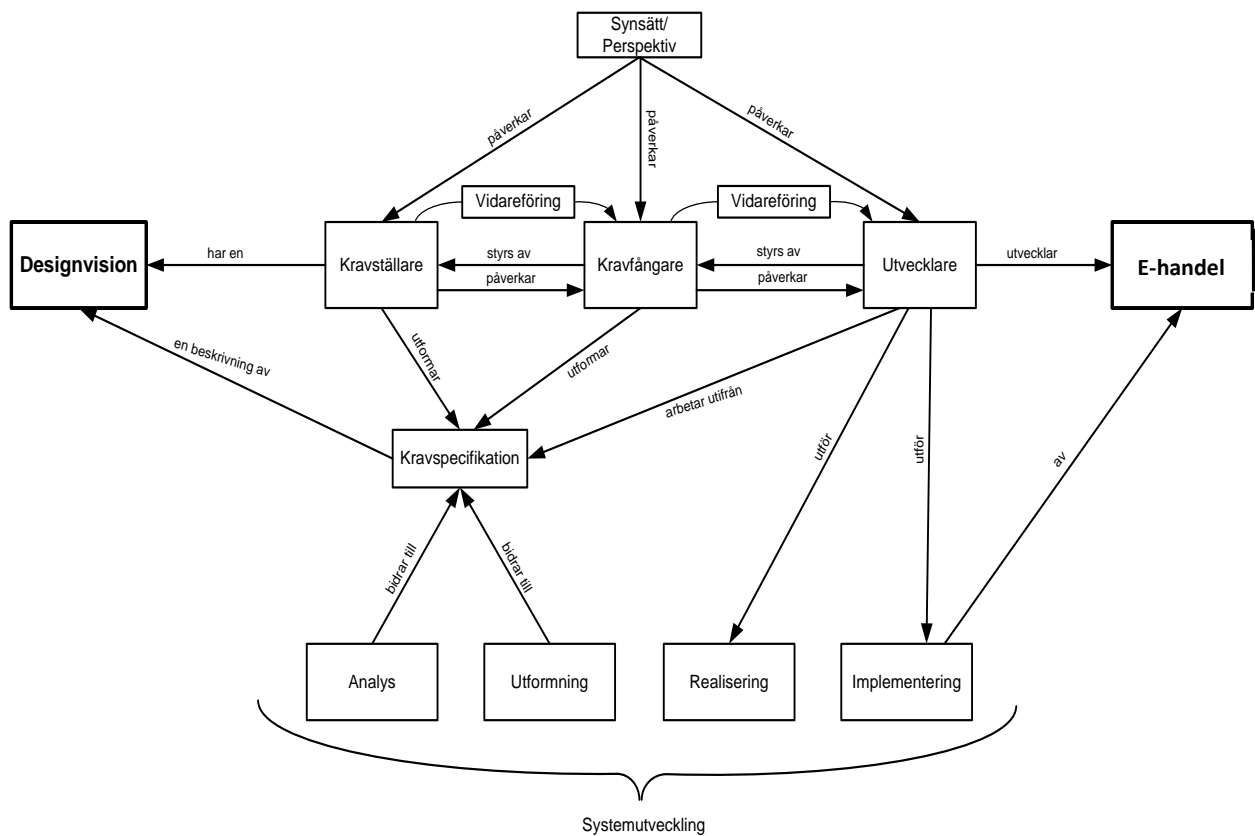 Synsätt/
Perspektiv
påverkar
påverkar
påverkar
Vidareföring
Vidareföring
Designvision
har en
Kravställare
styrs av
påverkar
Kravfångare
styrs av
påverkar
Utvecklare
utvecklar
E-handel
en beskrivning av
utformar
utformar
arbetar utifrån
utför
utför
av
Kravspecifikation
bidrar till
bidrar till
Analys
Utformning
Realisering
Implementering
Systemutveckling